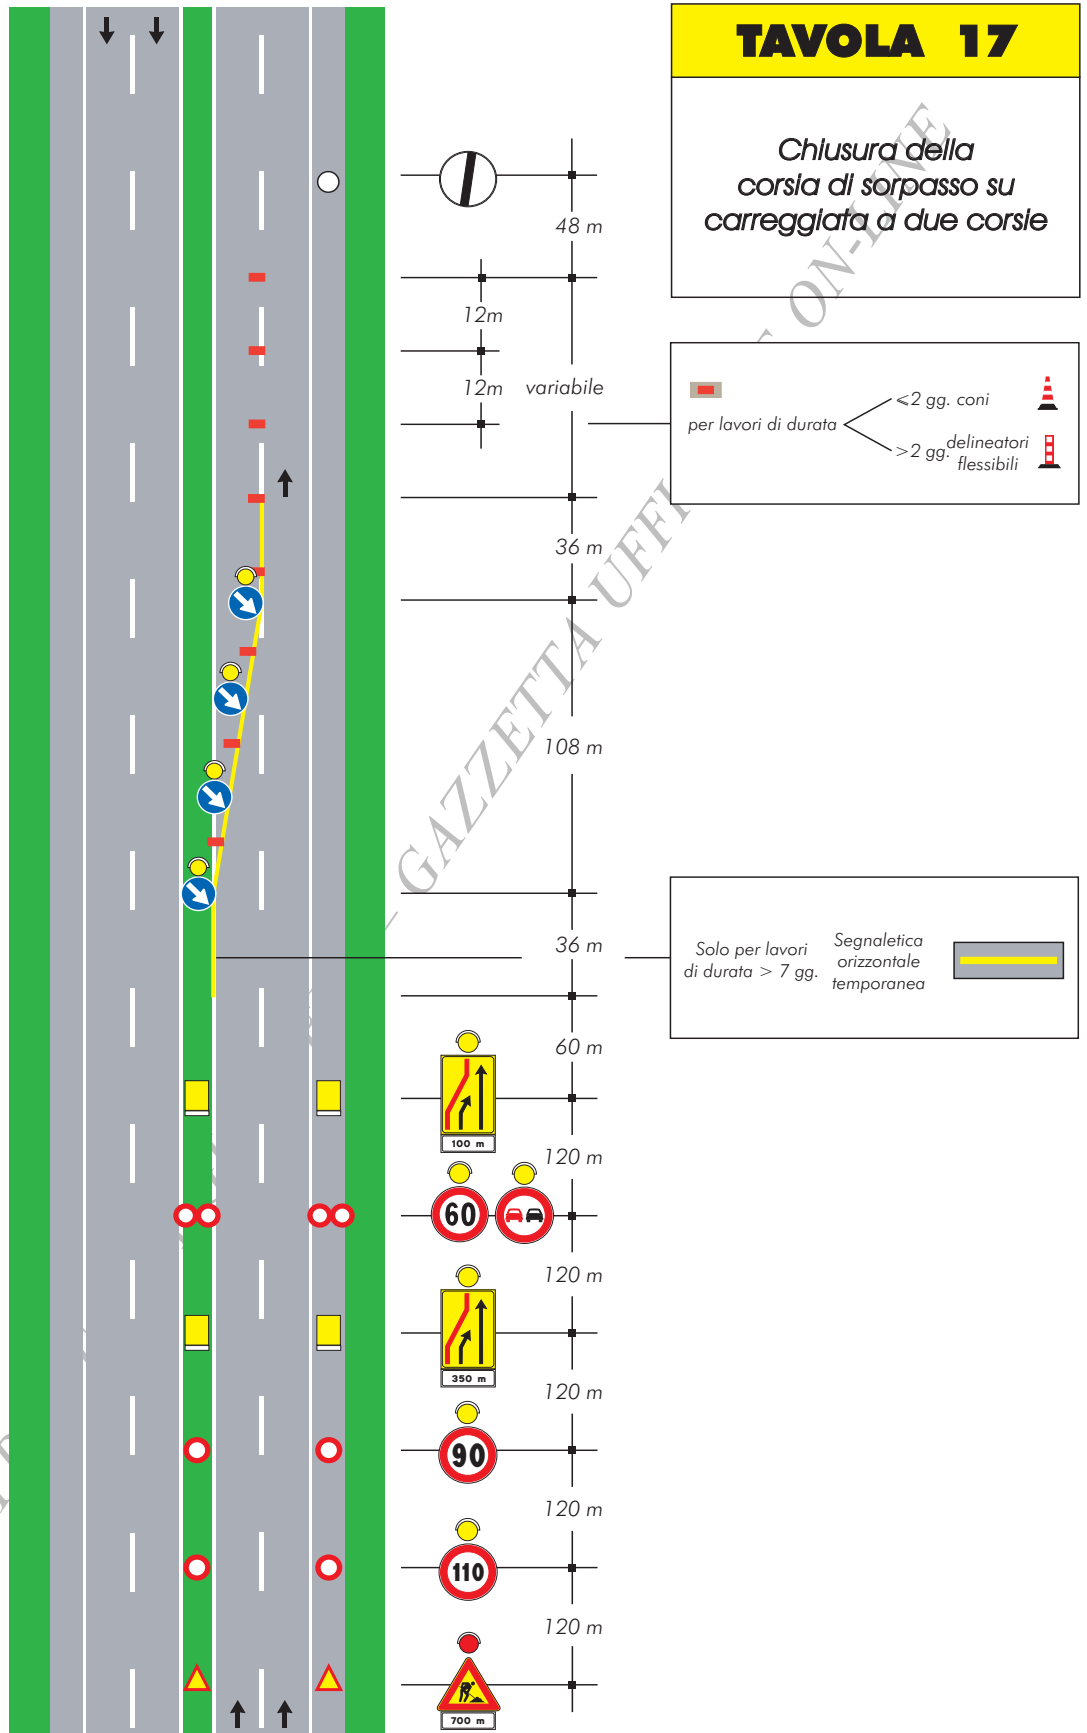 TAVOLA 17
Chiusura della
corsia di sorpasso su
carreggiata a due corsie
48 m
12m
12m
variabile
per lavori di durata
⩽2 gg. coni
>2 gg. delineatori
flessibili
36 m
108 m
36 m
Solo per lavori
di durata > 7 gg.
Segnaletica
orizzontale
temporanea
60 m
100 m
120 m
60
120 m
350 m
120 m
90
120 m
110
120 m
700 m
GAZZETTA UFFI
ON-LINE